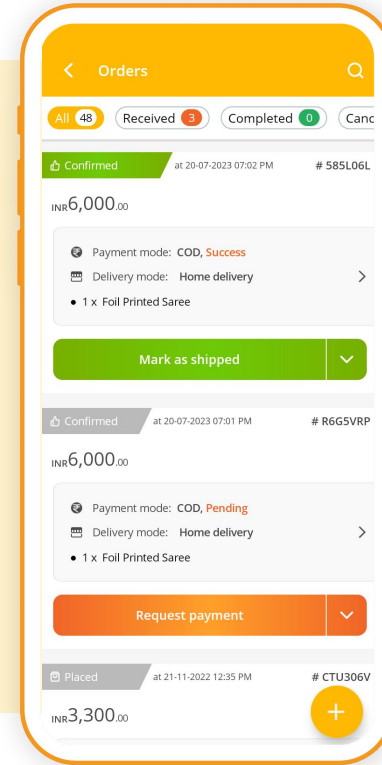 Orders
All 48 Received 3 Completed 0 Canc
Confirmed at 20-07-2023 07:02 PM # 585L06L
INR6,000.00
Payment mode: COD, Success
Delivery mode: Home delivery
1 x Foil Printed Saree
Mark as shipped
Confirmed at 20-07-2023 07:01 PM # R6G5VRP
INR6,000.00
Payment mode: COD, Pending
Delivery mode: Home delivery
1 x Foil Printed Saree
Request payment
Placed at 21-11-2022 12:35 PM # CTU306V
INR3,300.00